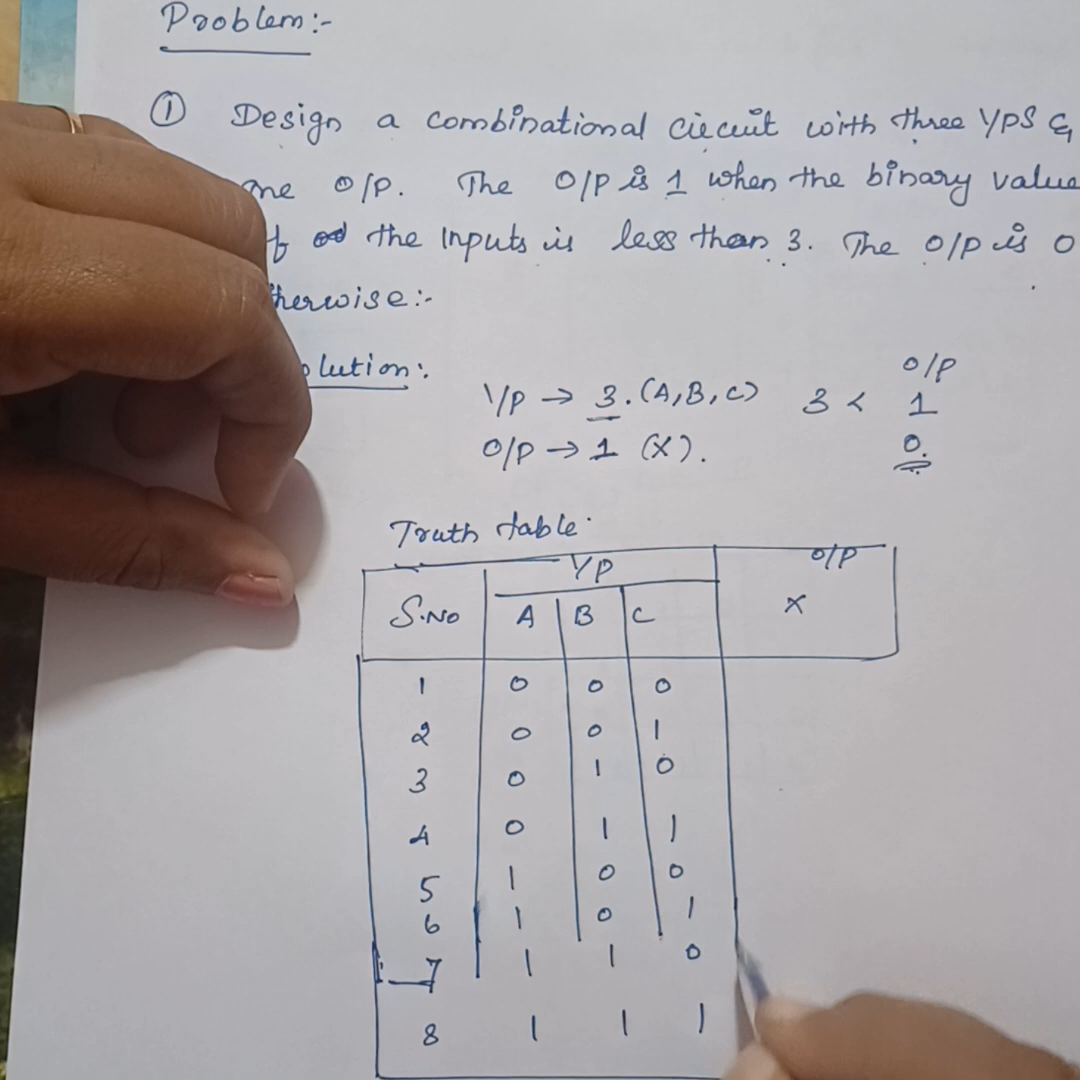 Problem:-
① Design a combinational circuit with three I/PS &
one O/P. The O/P is 1 when the binary value
the Inputs is less than 3. The O/P is 0
herwise:-
olution:
I/P → 3. (A, B, C) 3 < O/P 1
O/P → 1 (X). 0.
Truth table:
S.No I/P O/P
A B C X
1 0 0 0
2 0 0 1
3 0 1 0
4 0 1 1
5 1 0 0
6 1 0 1
7 1 1 0
8 1 1 1